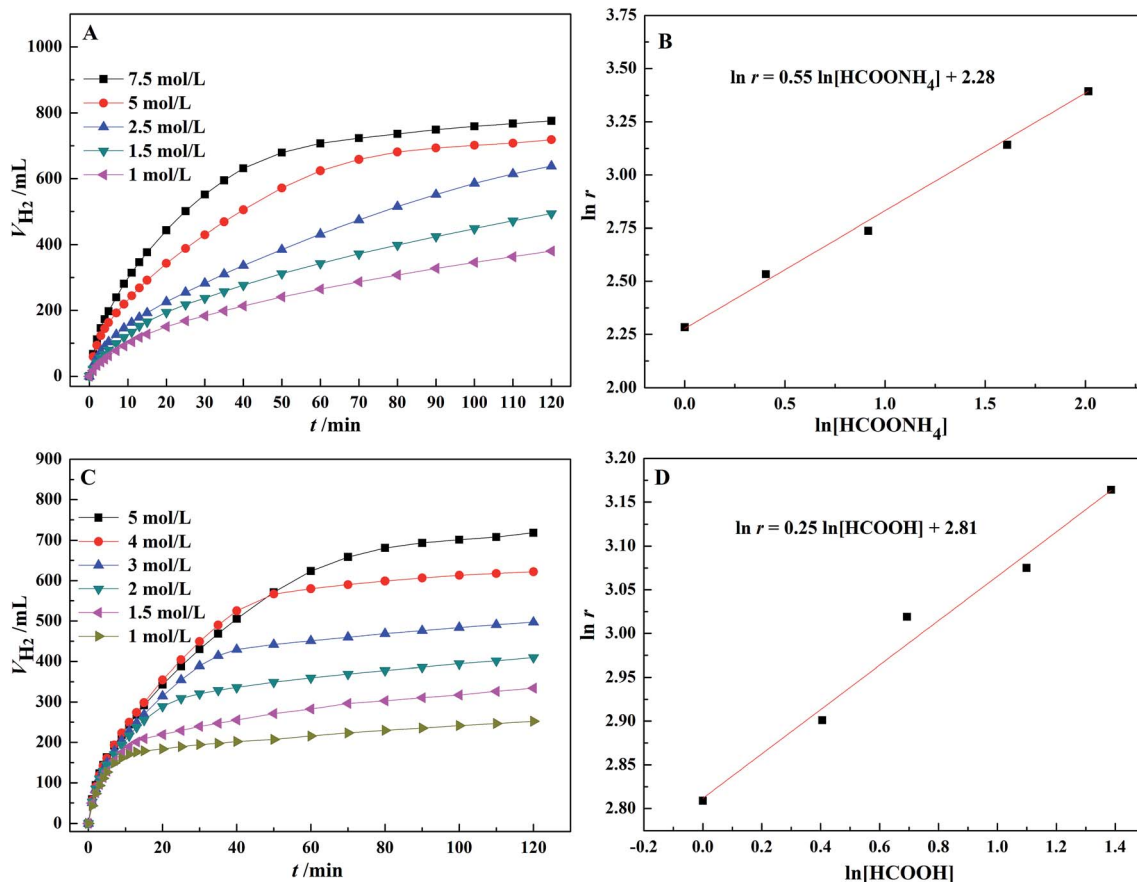 A
7.5 mol/L
5 mol/L
2.5 mol/L
1.5 mol/L
1 mol/L
1000
800
600
400
200
0
V_H2 /mL
0 10 20 30 40 50 60 70 80 90 100 110 120
t /min
B
ln r = 0.55 ln[HCOONH4] + 2.28
3.75
3.50
3.25
3.00
2.75
2.50
2.25
2.00
ln r
0.0 0.5 1.0 1.5 2.0
ln[HCOONH4]
C
5 mol/L
4 mol/L
3 mol/L
2 mol/L
1.5 mol/L
1 mol/L
900
800
700
600
500
400
300
200
100
0
V_H2 /mL
0 20 40 60 80 100 120
t /min
D
ln r = 0.25 ln[HCOOH] + 2.81
3.20
3.15
3.10
3.05
3.00
2.95
2.90
2.85
2.80
ln r
-0.2 0.0 0.2 0.4 0.6 0.8 1.0 1.2 1.4
ln[HCOOH]